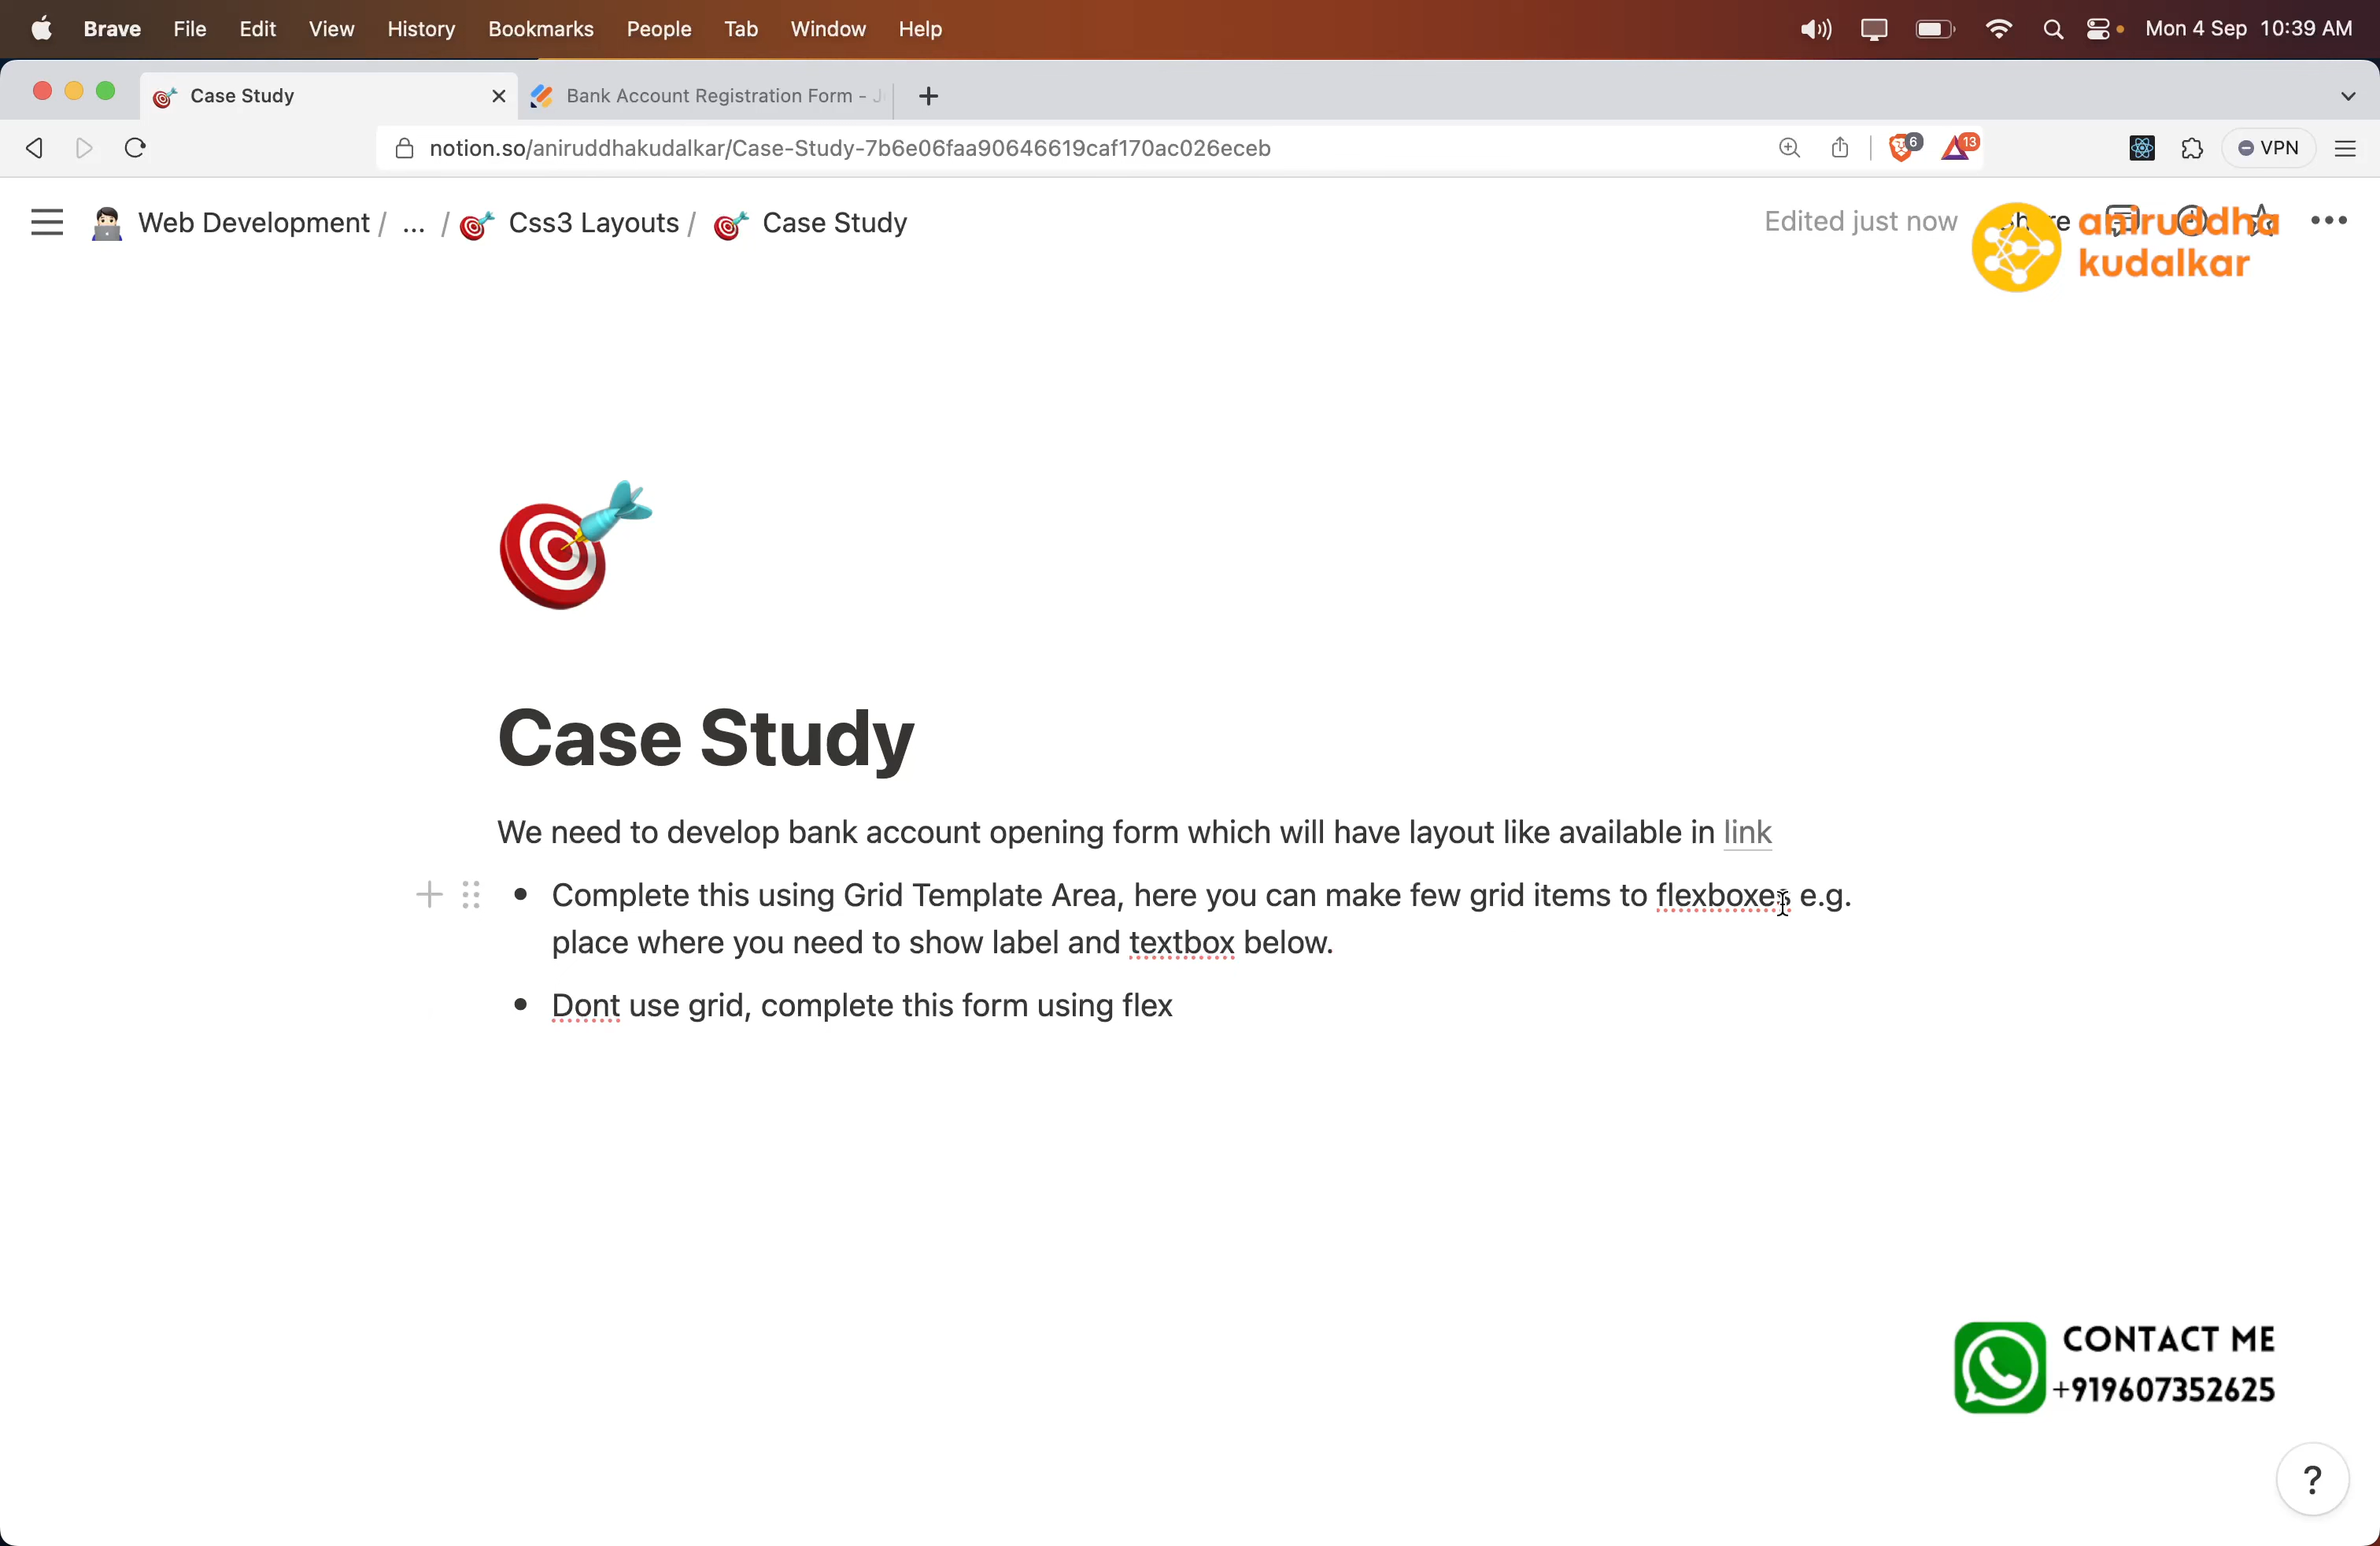 Brave File Edit View History Bookmarks People Tab Window Help Mon 4 Sep 10:39 AM
Case Study Bank Account Registration Form - J
notion.so/aniruddhakudalkar/Case-Study-7b6e06faa90646619caf170ac026eceb 6 13 VPN
Web Development / ... / Css3 Layouts / Case Study Edited just now
aniruddha
kudalkar
Case Study
We need to develop bank account opening form which will have layout like available in link
• Complete this using Grid Template Area, here you can make few grid items to flexboxes e.g.
place where you need to show label and textbox below.
• Dont use grid, complete this form using flex
CONTACT ME
+919607352625
?